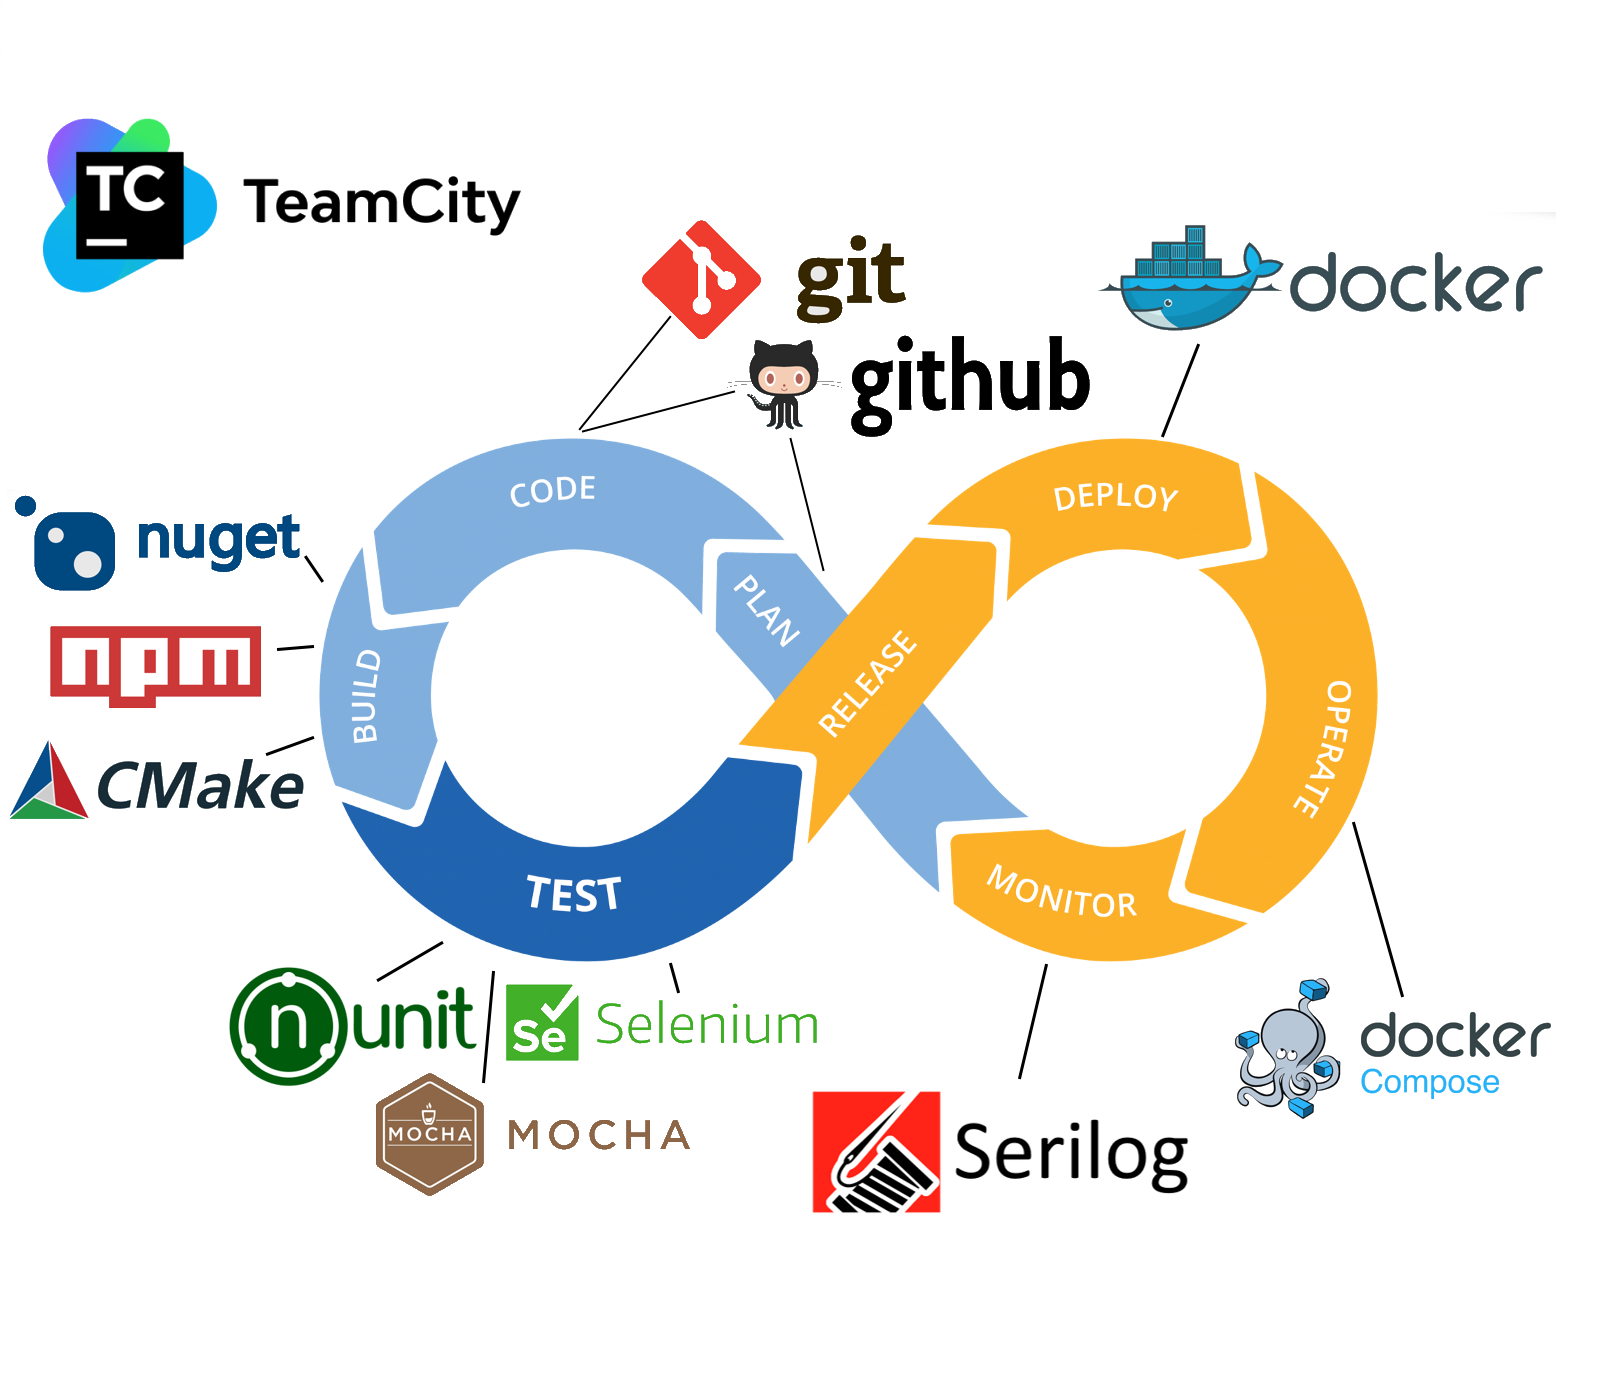 TC
TeamCity
git
github
docker
CODE
PLAN
BUILD
TEST
RELEASE
DEPLOY
OPERATE
MONITOR
nuget
npm
CMake
n unit
Se Selenium
MOCHA MOCHA
Serilog
docker
Compose